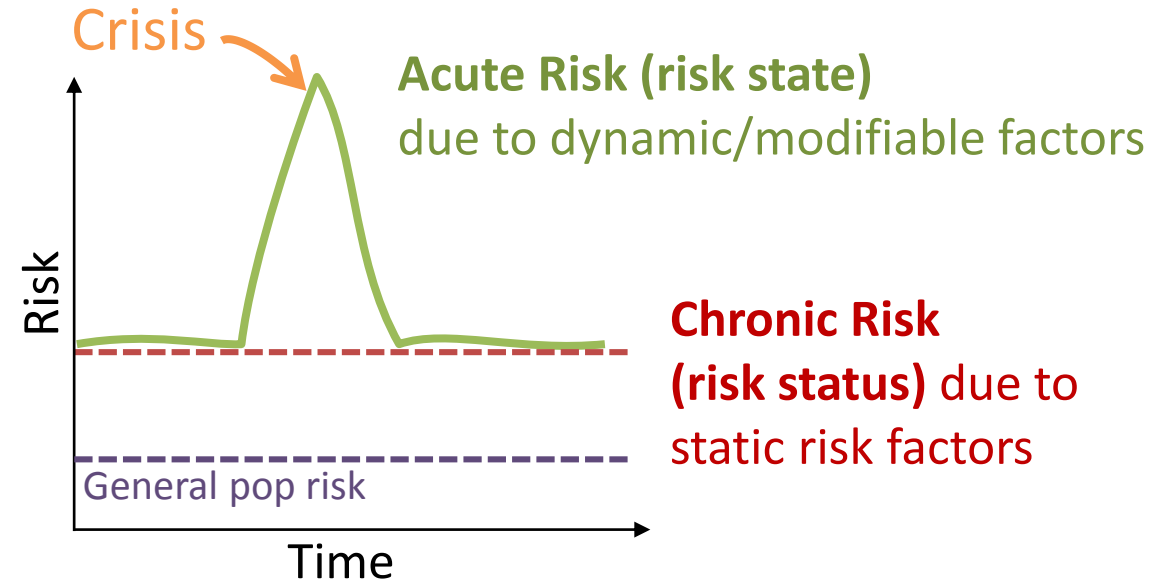 Crisis
Acute Risk (risk state)
due to dynamic/modifiable factors
Risk
Chronic Risk
(risk status) due to
static risk factors
General pop risk
Time